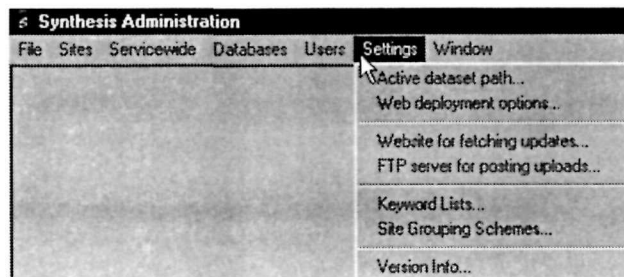 Synthesis Administration
File Sites Servicewide Databases Users Settings Window
Active dataset path...
Web deployment options...
Website for fetching updates...
FTP server for posting uploads...
Keyword Lists...
Site Grouping Schemes...
Version Info...